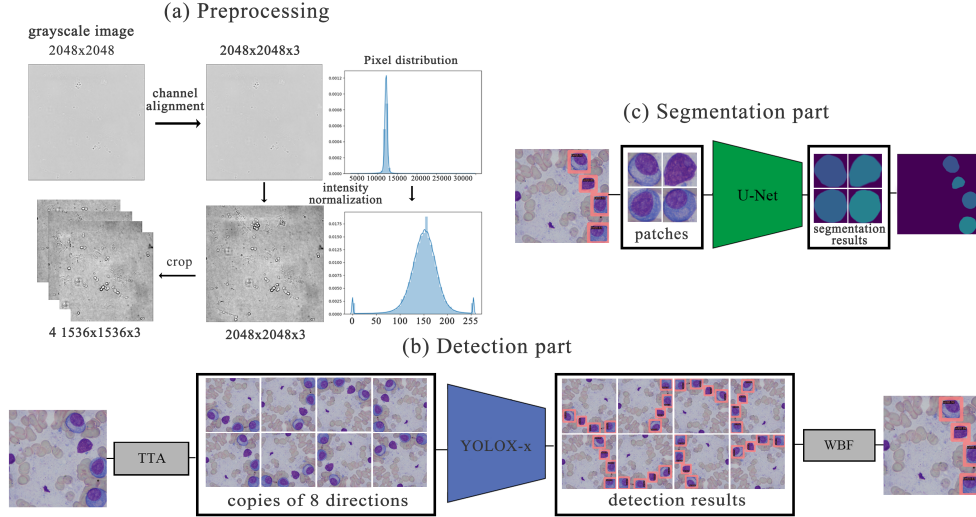 (a) Preprocessing
grayscale image
2048x2048
2048x2048x3
channel
alignment
Pixel distribution
0.0012
0.0010
0.0008
0.0006
0.0004
0.0002
0.0000
5000 10000 15000 20000 25000 30000
intensity
normalization
crop
4 1536x1536x3
2048x2048x3
0.0175
0.0150
0.0125
0.0100
0.0075
0.0050
0.0025
0.0000
0 50 100 150 200 255
(c) Segmentation part
patches
U-Net
segmentation
results
(b) Detection part
TTA
copies of 8 directions
YOLOX-x
detection results
WBF